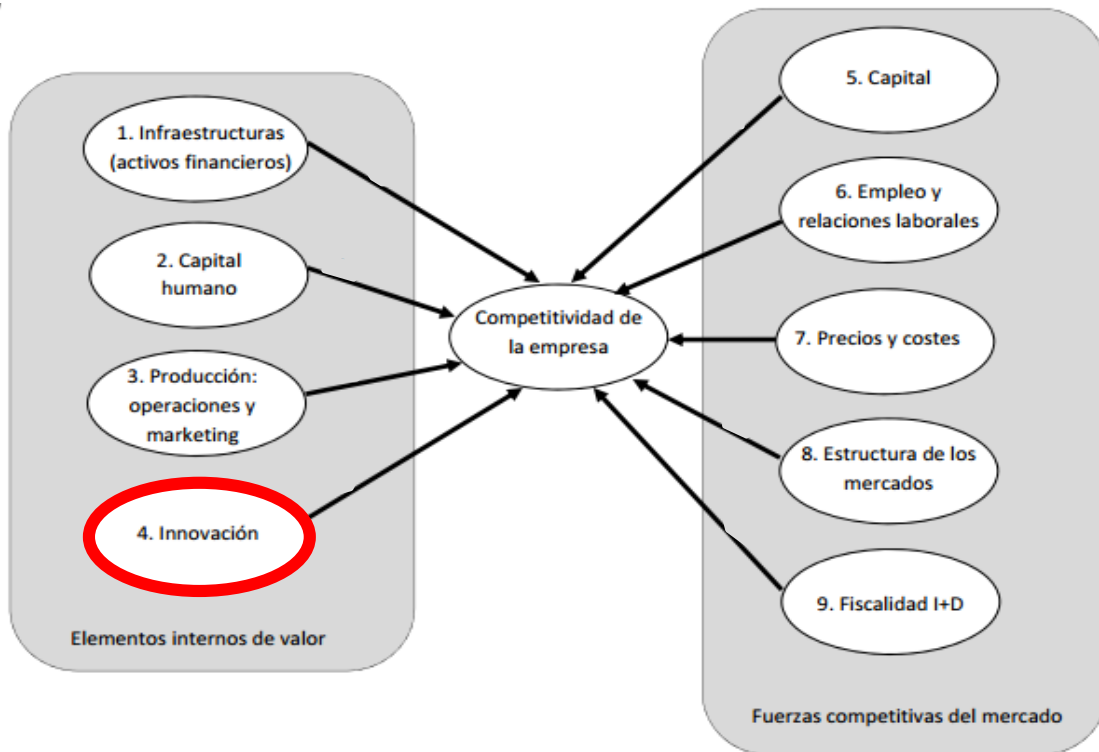 1. Infraestructuras
(activos financieros)
2. Capital
humano
3. Producción:
operaciones y
marketing
4. Innovación
Elementos internos de valor
Competitividad de
la empresa
5. Capital
6. Empleo y
relaciones laborales
7. Precios y costes
8. Estructura de los
mercados
9. Fiscalidad I+D
Fuerzas competitivas del mercado